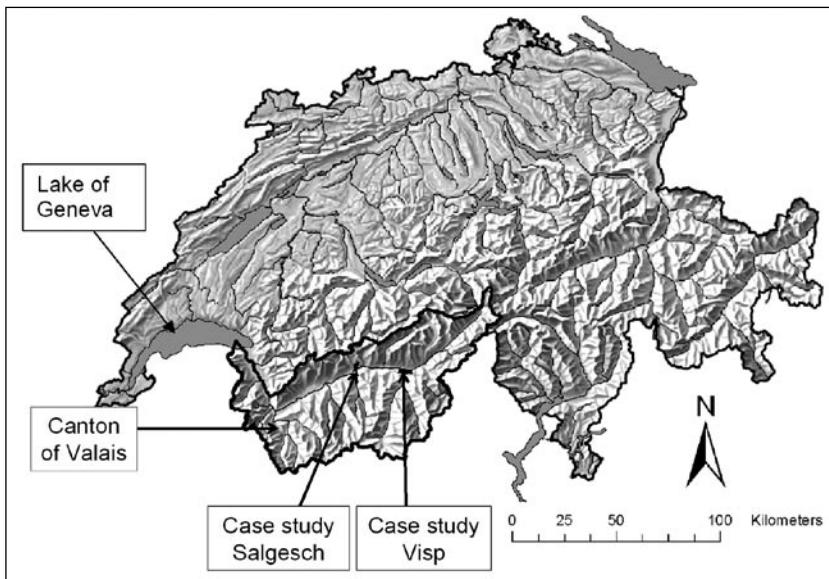 Lake of
Geneva
Canton
of Valais
Case study
Salgesch
Case study
Visp
N
0 25 50 100 Kilometers